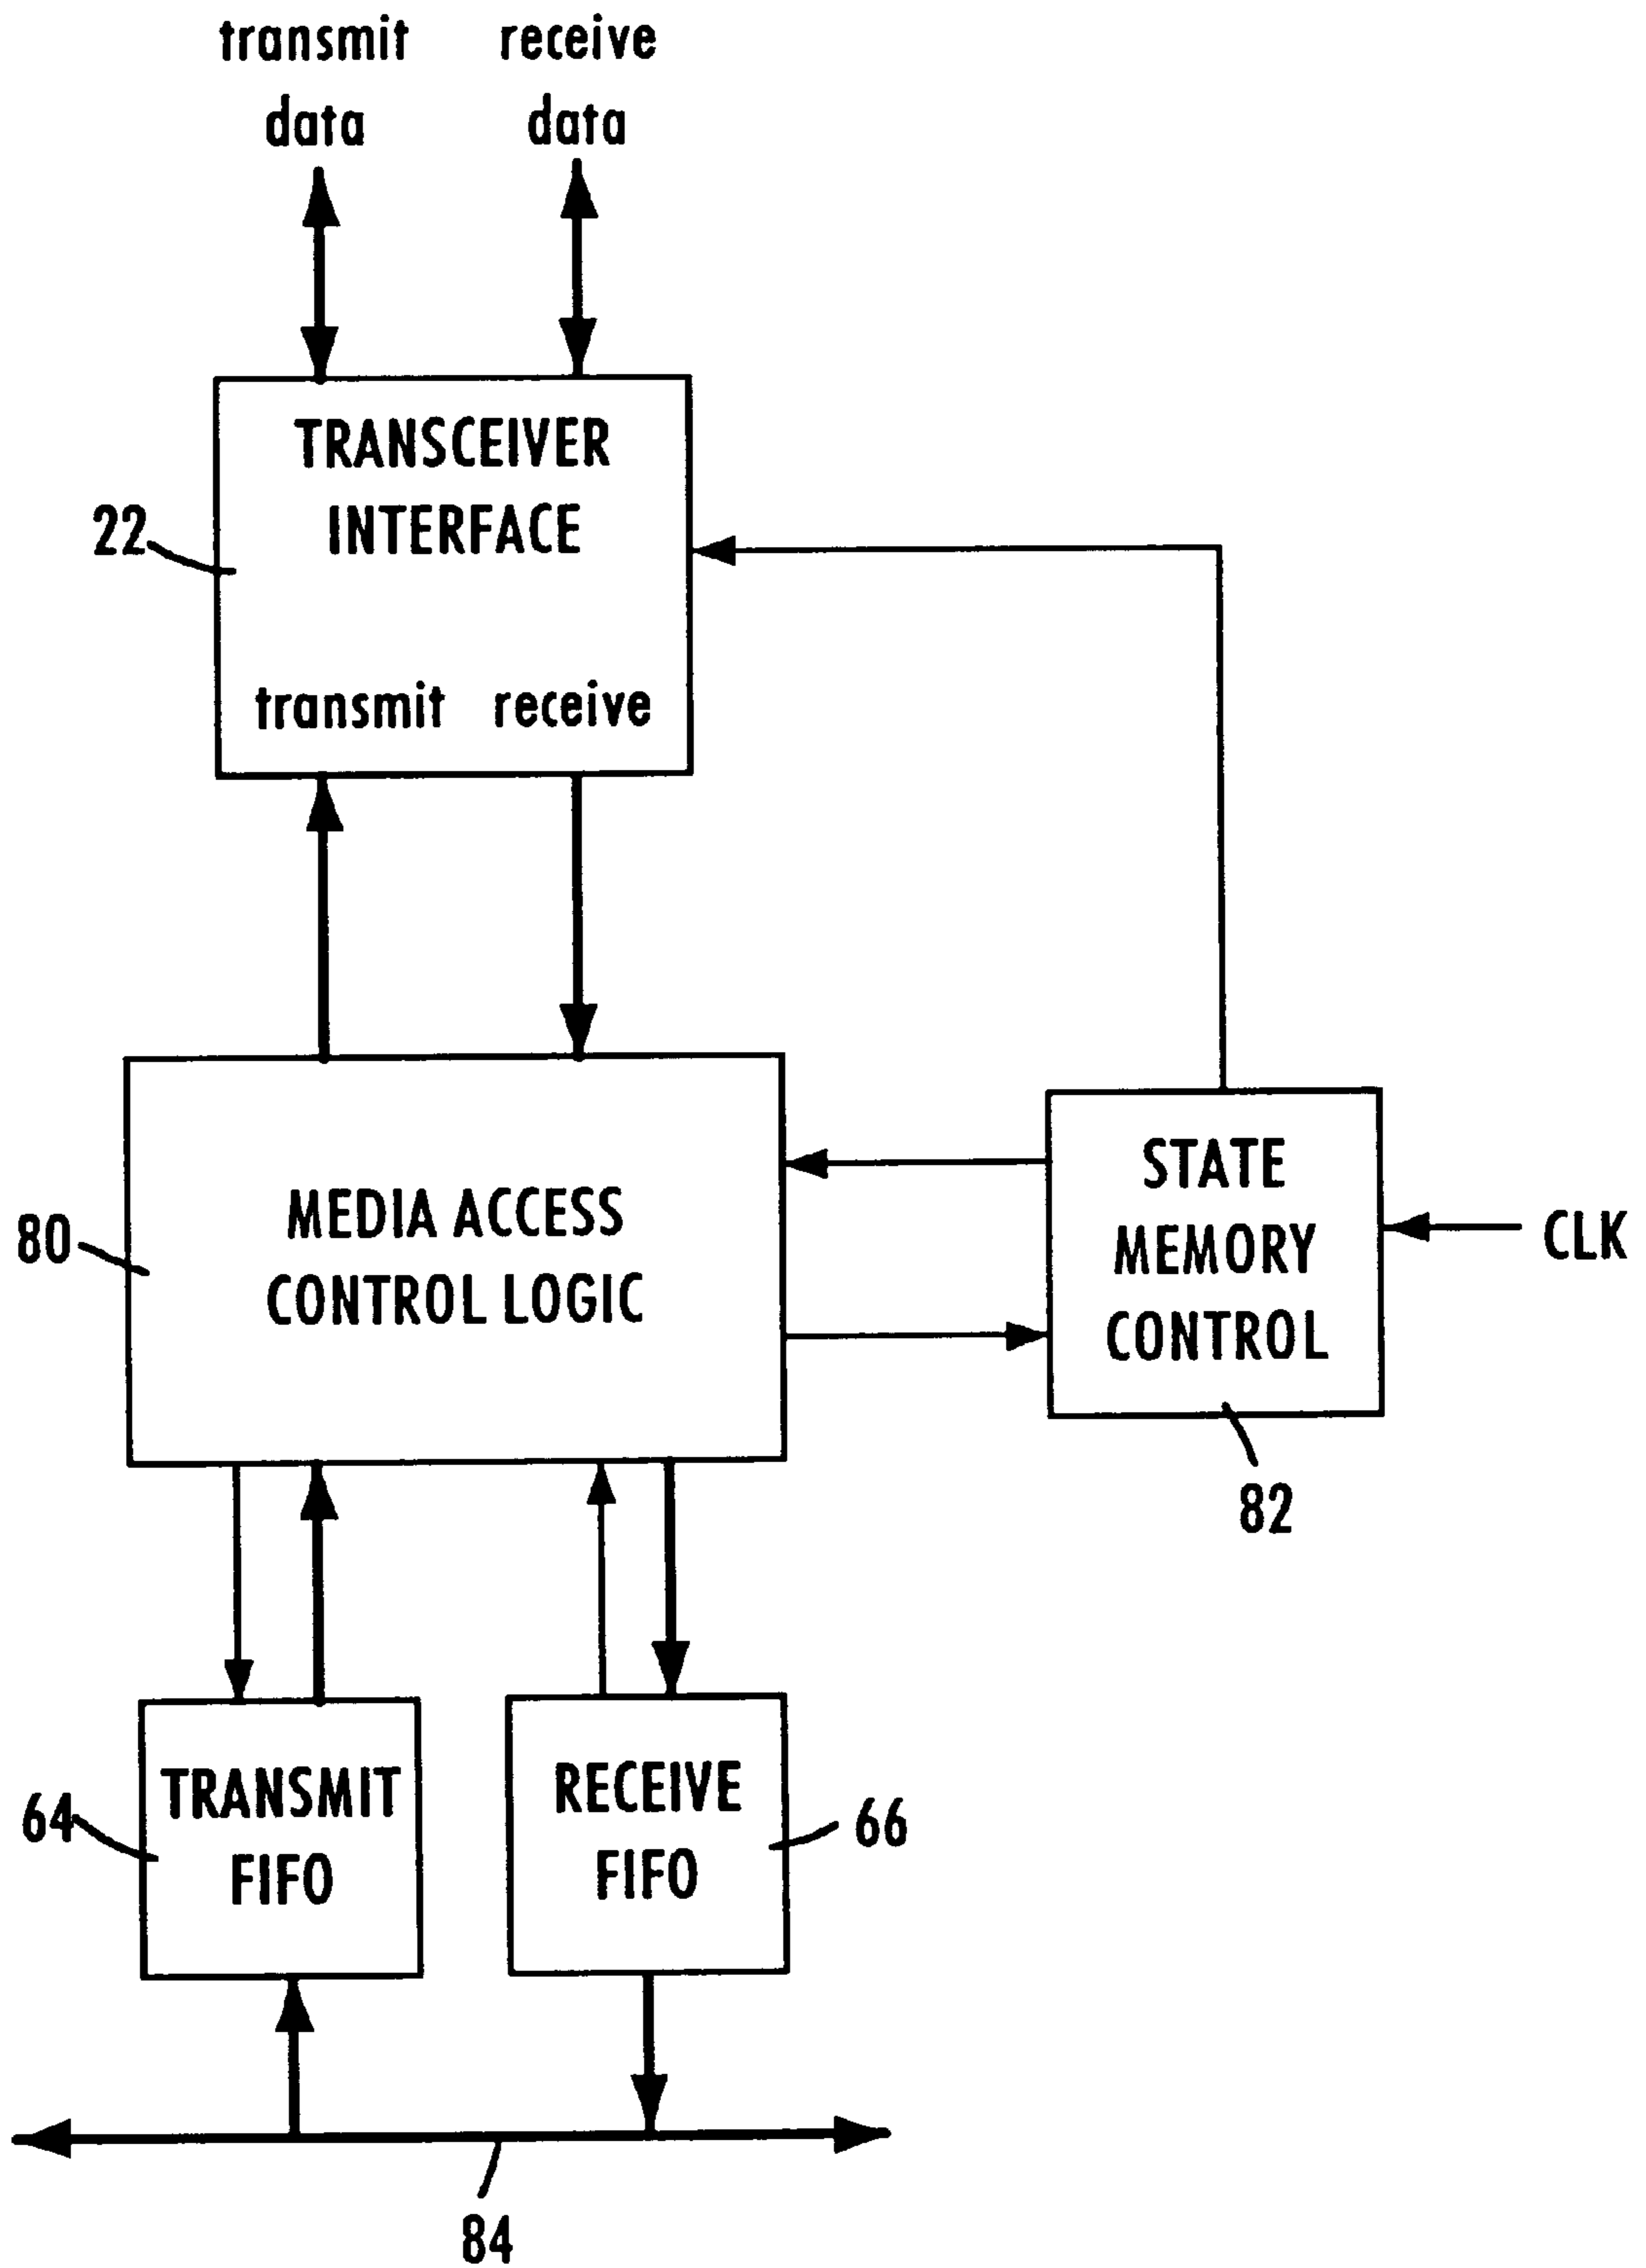 transmit
data
receive
data
TRANSCEIVER
INTERFACE
22
transmit receive
MEDIA ACCESS
CONTROL LOGIC
80
STATE
MEMORY
CONTROL
CLK
82
TRANSMIT
FIFO
64
RECEIVE
FIFO
66
84